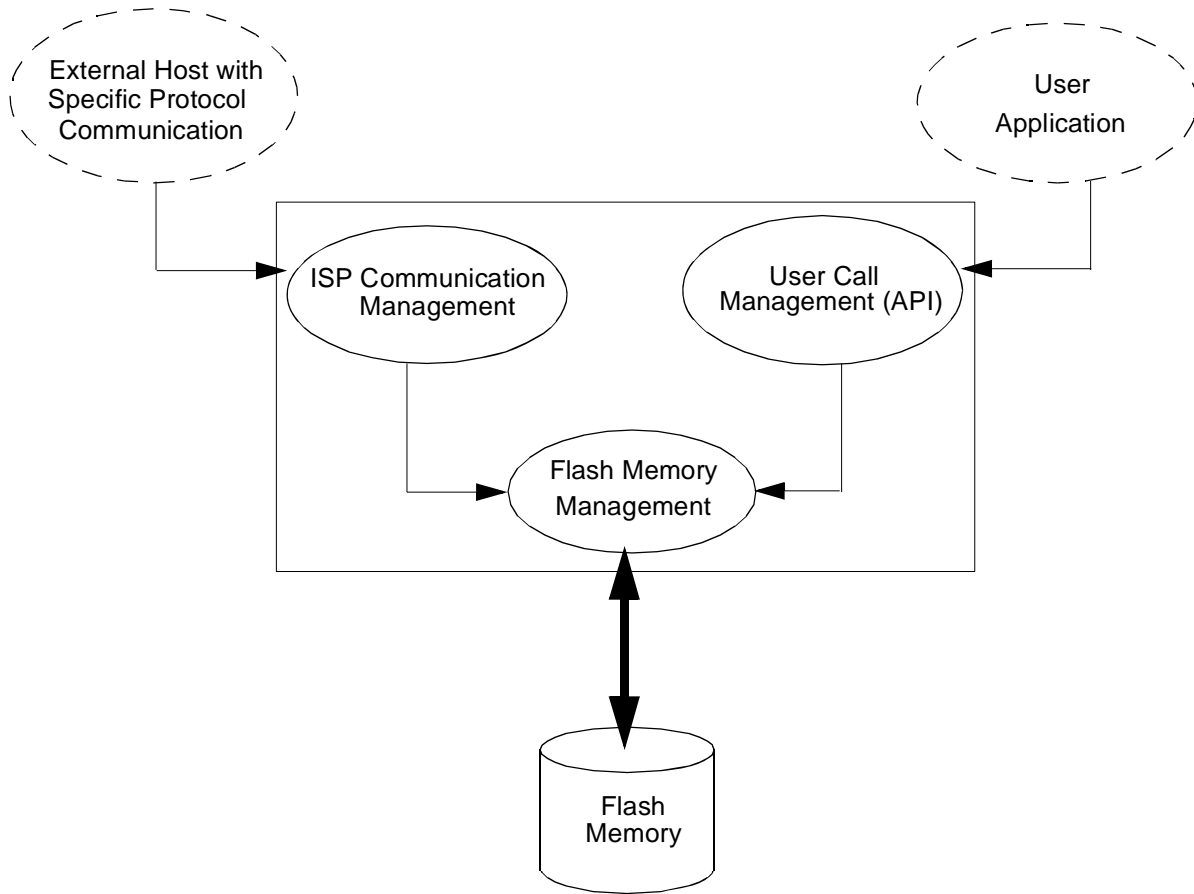 External Host with
Specific Protocol
Communication
User
Application
ISP Communication
Management
User Call
Management (API)
Flash Memory
Management
Flash
Memory